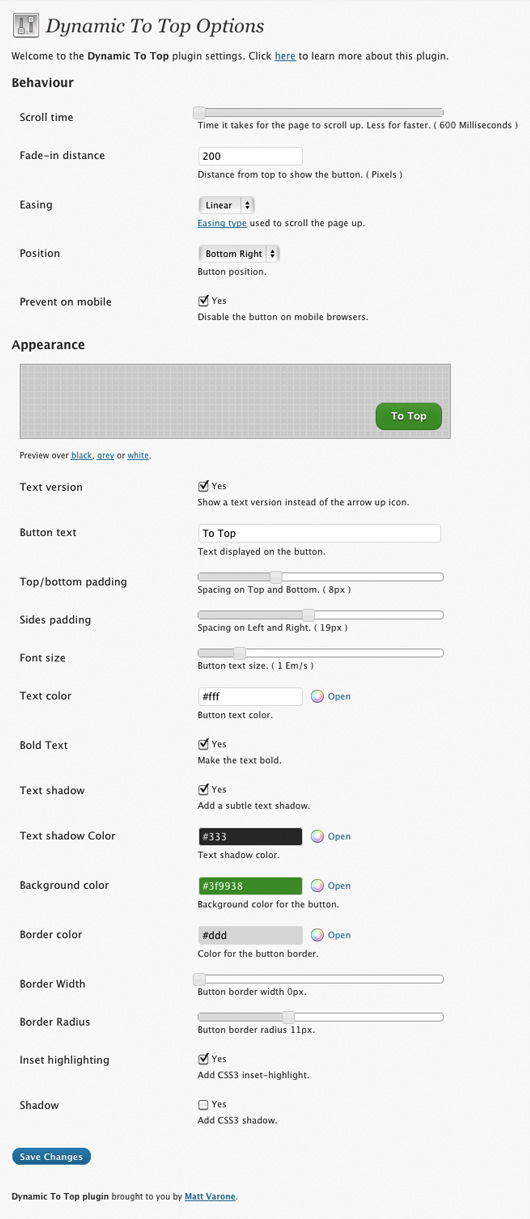 Dynamic To Top Options
Welcome to the Dynamic To Top plugin settings. Click here to learn more about this plugin.
Behaviour
Scroll time
Time it takes for the page to scroll up. Less for faster. ( 600 Milliseconds )
Fade-in distance
200
Distance from top to show the button. ( Pixels )
Easing
Linear
Easing type used to scroll the page up.
Position
Bottom Right
Button position.
Prevent on mobile
Yes
Disable the button on mobile browsers.
Appearance
To Top
Preview over black, grey or white.
Text version
Yes
Show a text version instead of the arrow up icon.
Button text
To Top
Text displayed on the button.
Top/bottom padding
Spacing on Top and Bottom. ( 8px )
Sides padding
Spacing on Left and Right. ( 19px )
Font size
Button text size. ( 1 Em/s )
Text color
#fff
Open
Button text color.
Bold Text
Yes
Make the text bold.
Text shadow
Yes
Add a subtle text shadow.
Text shadow Color
#333
Open
Text shadow color.
Background color
#3f9938
Open
Background color for the button.
Border color
#ddd
Open
Color for the button border.
Border Width
Button border width 0px.
Border Radius
Button border radius 11px.
Inset highlighting
Yes
Add CSS3 inset-highlight.
Shadow
Yes
Add CSS3 shadow.
Save Changes
Dynamic To Top plugin brought to you by Matt Varone.